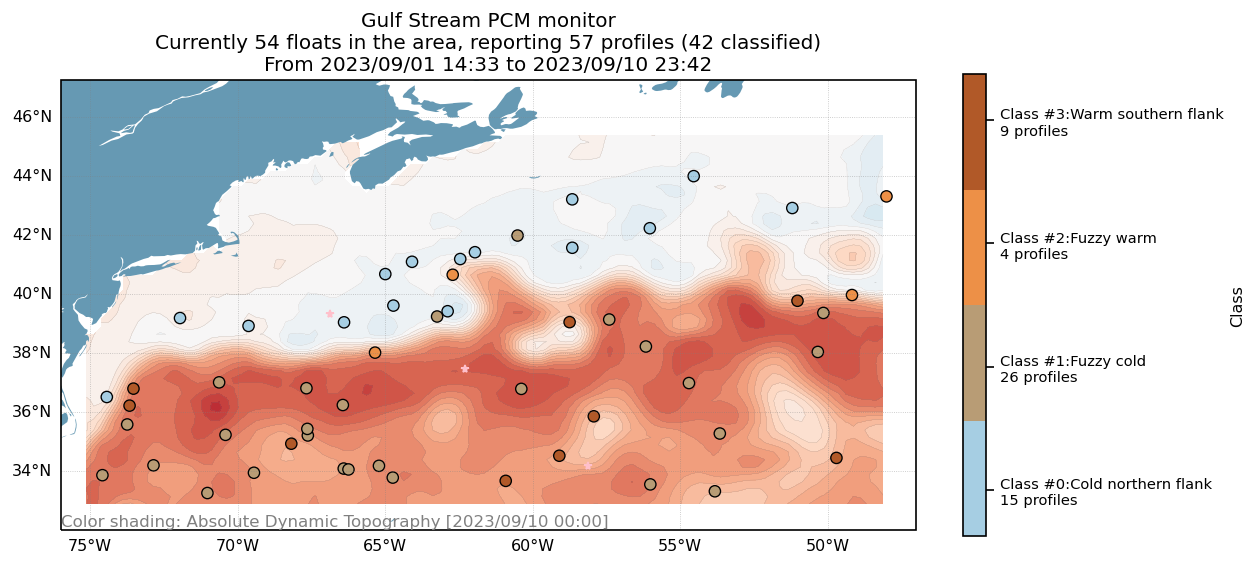 Gulf Stream PCM monitor
Currently 54 floats in the area, reporting 57 profiles (42 classified)
From 2023/09/01 14:33 to 2023/09/10 23:42
46°N
44°N
42°N
40°N
38°N
36°N
34°N
Color shading: Absolute Dynamic Topography [2023/09/10 00:00]
75°W
70°W
65°W
60°W
55°W
50°W
Class #3:Warm southern flank
9 profiles
Class #2:Fuzzy warm
4 profiles
Class #1:Fuzzy cold
26 profiles
Class #0:Cold northern flank
15 profiles
Class